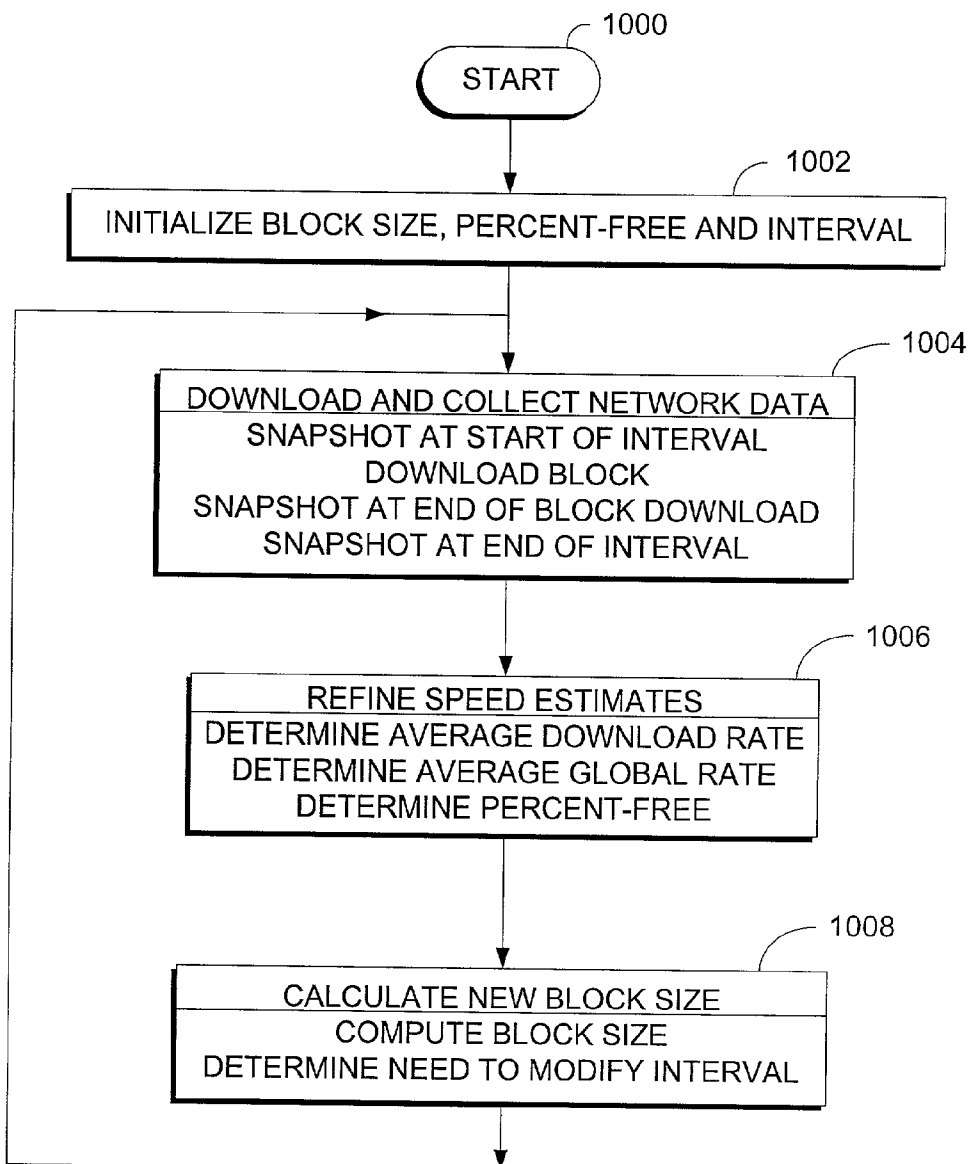 1000
START
1002
INITIALIZE BLOCK SIZE, PERCENT-FREE AND INTERVAL
1004
DOWNLOAD AND COLLECT NETWORK DATA
SNAPSHOT AT START OF INTERVAL
DOWNLOAD BLOCK
SNAPSHOT AT END OF BLOCK DOWNLOAD
SNAPSHOT AT END OF INTERVAL
1006
REFINE SPEED ESTIMATES
DETERMINE AVERAGE DOWNLOAD RATE
DETERMINE AVERAGE GLOBAL RATE
DETERMINE PERCENT-FREE
1008
CALCULATE NEW BLOCK SIZE
COMPUTE BLOCK SIZE
DETERMINE NEED TO MODIFY INTERVAL